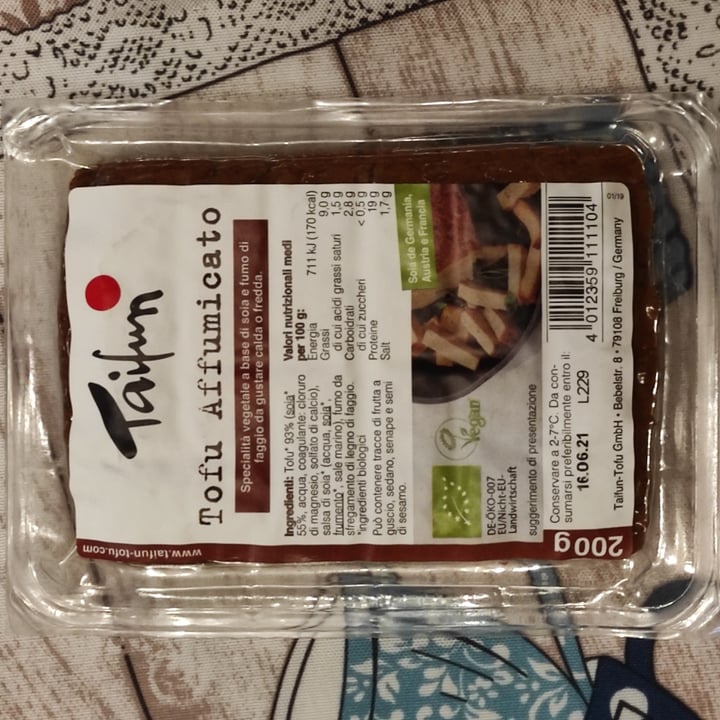 www.taifun-tofu.com
Taifun
Tofu Affumicato
Specialità vegetale a base di soia e fumo di
faggio da gustare calda o fredda.
Ingredienti: Tofu* 93% (soia*
55%, acqua, coagulante: cloruro
di magnesio, solfato di calcio),
salsa di soia* (acqua, soia*,
frumento*, sale marino), fumo da
sfregamento di legno di faggio.
*ingredienti biologici
Può contenere tracce di frutta a
guscio, sedano, senape e semi
di sesamo.
Valori nutrizionali medi
per 100 g:
Energia 711 kJ (170 kcal)
Grassi 9,0 g
di cui acidi grassi saturi 1,5 g
Carboidrati 2,8 g
di cui zuccheri < 0,5 g
Proteine 19 g
Salt 1,7 g
Soia de Germania,
Austria e Francia
Vegan
DE-ÖKO-007
EU/Nicht-EU-
Landwirtschaft
suggerimento di presentazione
Conservare a 2-7°C. Da con-
sumarsi preferibilmente entro il:
16.06.21 L229
4 012359 111104
01/19
200g
Taifun-Tofu GmbH • Bebelstr. 8 • 79108 Freiburg / Germany